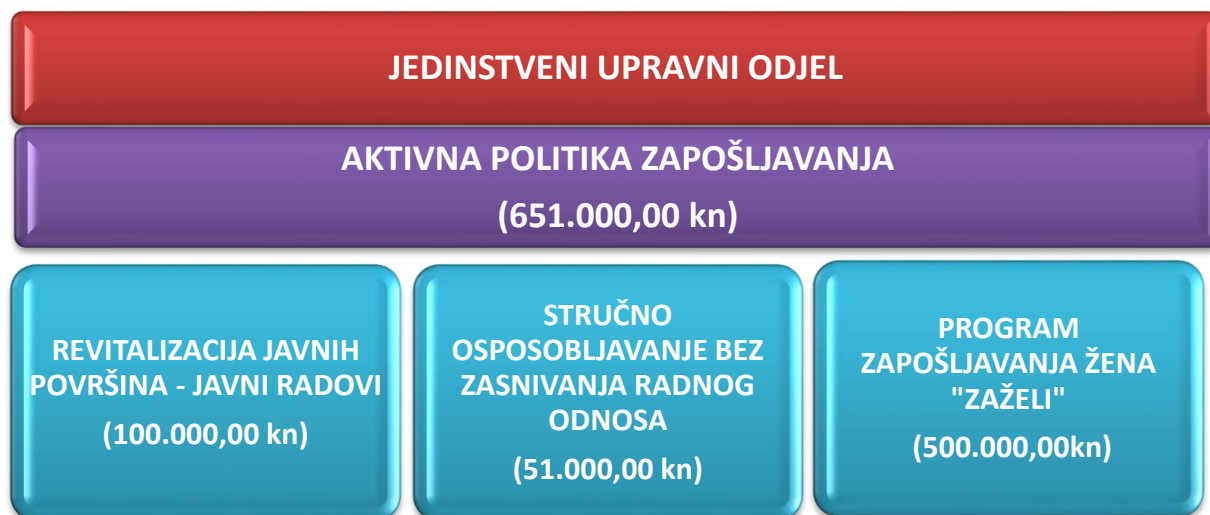 JEDINSTVENI UPRAVNI ODJEL
AKTIVNA POLITIKA ZAPOŠLJAVANJA
(651.000,00 kn)
REVITALIZACIJA JAVNIH
POVRŠINA - JAVNI RADOVI
(100.000,00 kn)
STRUČNO
OSPOSOBLJAVANJE BEZ
ZASNIVANJA RADNOG
ODNOSA
(51.000,00 kn)
PROGRAM
ZAPOŠLJAVANJA ŽENA
"ZAŽELI"
(500.000,00kn)